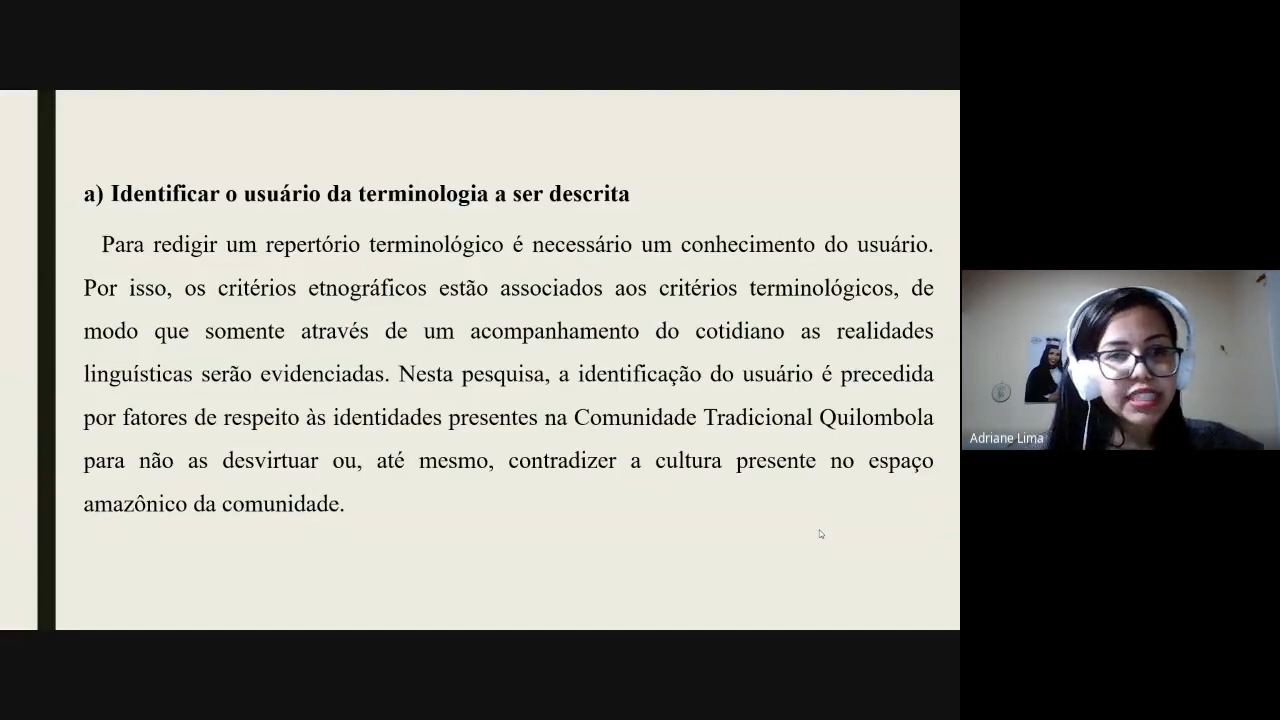 a) Identificar o usuário da terminologia a ser descrita
Para redigir um repertório terminológico é necessário um conhecimento do usuário.
Por isso, os critérios etnográficos estão associados aos critérios terminológicos, de
modo que somente através de um acompanhamento do cotidiano as realidades
linguísticas serão evidenciadas. Nesta pesquisa, a identificação do usuário é precedida
por fatores de respeito às identidades presentes na Comunidade Tradicional Quilombola
para não as desvirtuar ou, até mesmo, contradizer a cultura presente no espaço
amazônico da comunidade.
Adriane Lima